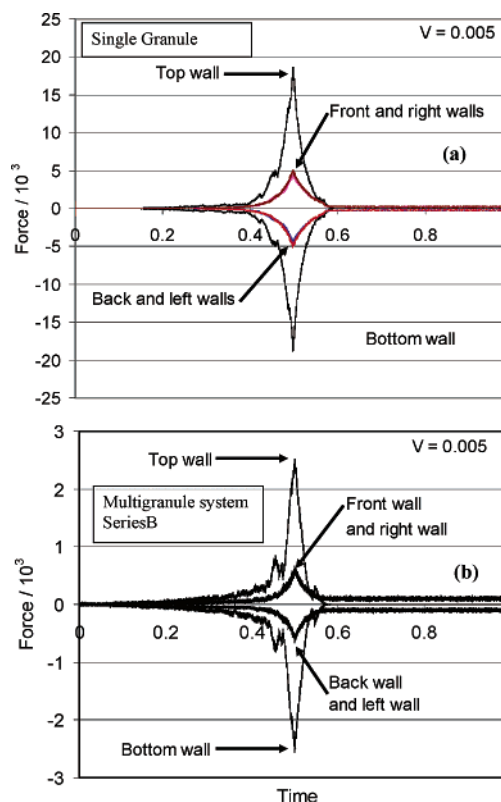 25
Single Granule
V = 0.005
20
Top wall
15
10
Front and right walls
5
(a)
0
0 0.2 0.4 0.6 0.8
-5
Back and left walls
-10
Bottom wall
-15
-20
-25
Force / 10³
3
V = 0.005
Top wall
2
Multigranule system
SeriesB
Front wall
and right wall
1
(b)
0
0 0.2 0.4 0.6 0.8
-1
Back wall
and left wall
-2
Bottom wall
-3
Force / 10³
Time